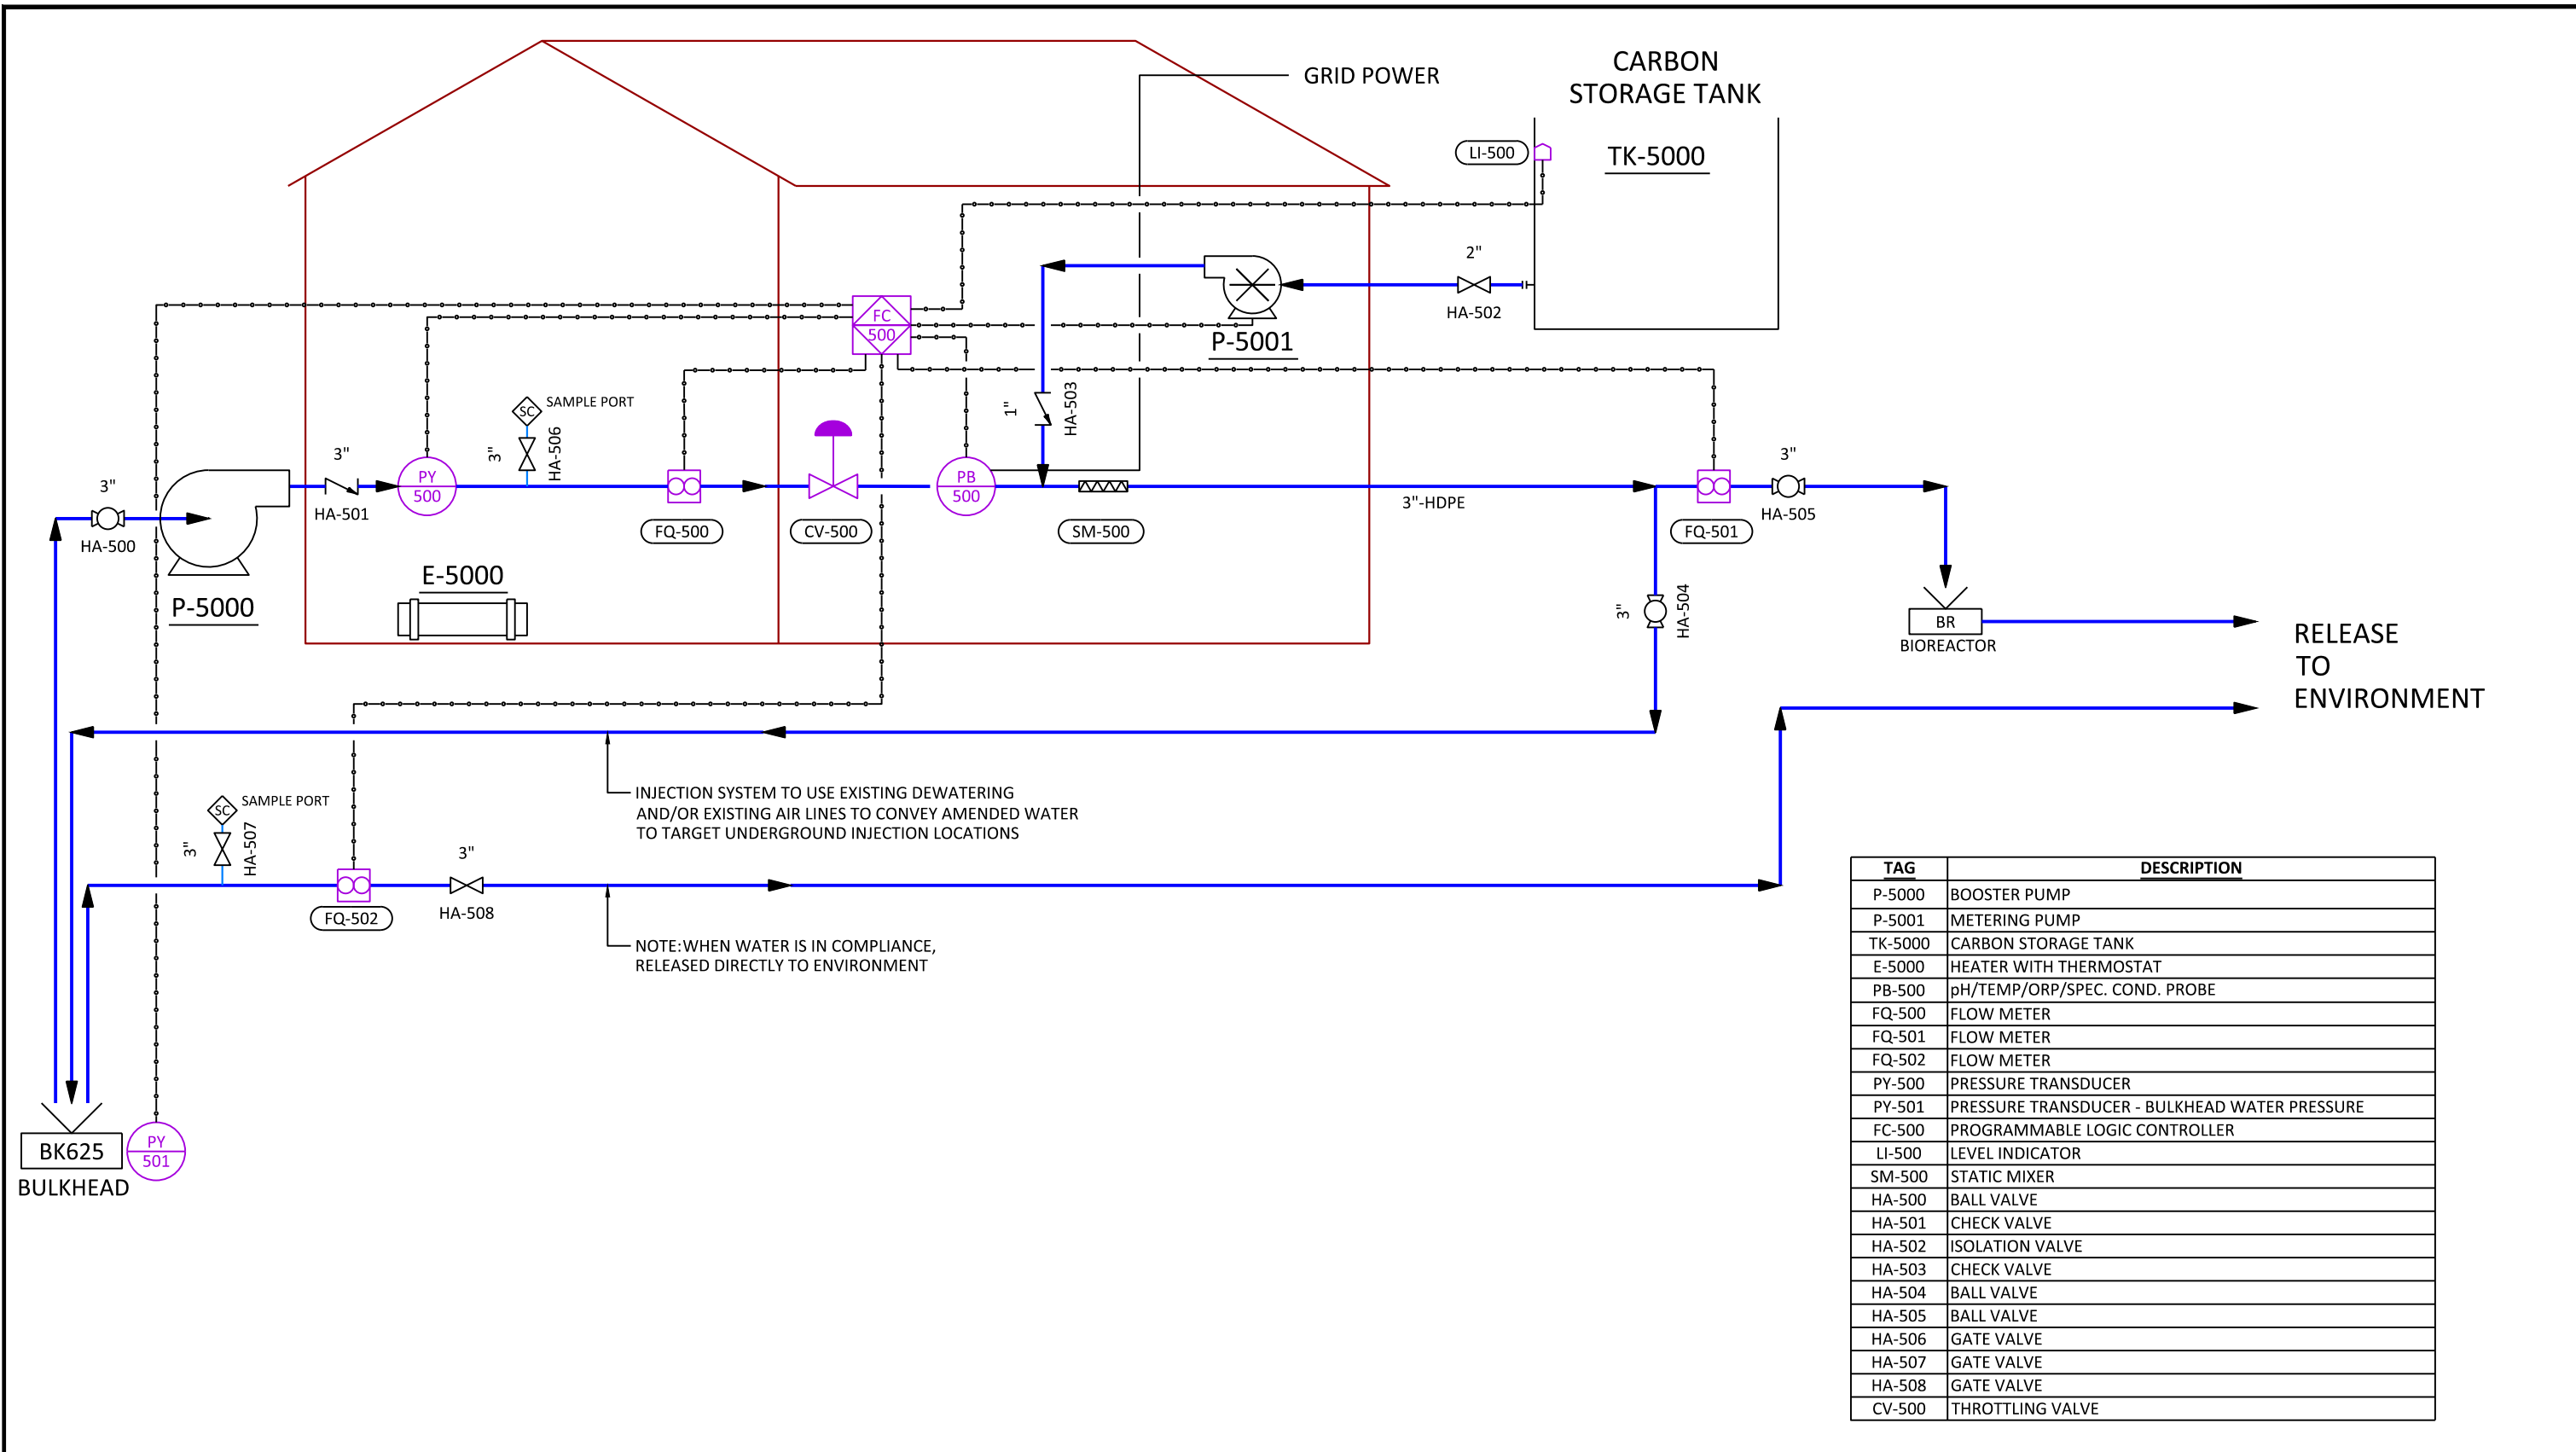 GRID POWER
CARBON
STORAGE TANK
TK-5000
LI-500
2"
HA-502
P-5001
FC
500
1"
HA-503
SC
SAMPLE PORT
3"
HA-506
3"
HA-500
P-5000
3"
HA-501
PY
500
FQ-500
CV-500
PB
500
SM-500
3"-HDPE
FQ-501
3"
HA-505
E-5000
3"
HA-504
BR
BIOREACTOR
RELEASE
TO
ENVIRONMENT
INJECTION SYSTEM TO USE EXISTING DEWATERING
AND/OR EXISTING AIR LINES TO CONVEY AMENDED WATER
TO TARGET UNDERGROUND INJECTION LOCATIONS
SC
SAMPLE PORT
3"
HA-507
FQ-502
3"
HA-508
NOTE:WHEN WATER IS IN COMPLIANCE,
RELEASED DIRECTLY TO ENVIRONMENT
BK625
BULKHEAD
PY
501
TAG DESCRIPTION
P-5000 BOOSTER PUMP
P-5001 METERING PUMP
TK-5000 CARBON STORAGE TANK
E-5000 HEATER WITH THERMOSTAT
PB-500 pH/TEMP/ORP/SPEC. COND. PROBE
FQ-500 FLOW METER
FQ-501 FLOW METER
FQ-502 FLOW METER
PY-500 PRESSURE TRANSDUCER
PY-501 PRESSURE TRANSDUCER - BULKHEAD WATER PRESSURE
FC-500 PROGRAMMABLE LOGIC CONTROLLER
LI-500 LEVEL INDICATOR
SM-500 STATIC MIXER
HA-500 BALL VALVE
HA-501 CHECK VALVE
HA-502 ISOLATION VALVE
HA-503 CHECK VALVE
HA-504 BALL VALVE
HA-505 BALL VALVE
HA-506 GATE VALVE
HA-507 GATE VALVE
HA-508 GATE VALVE
CV-500 THROTTLING VALVE